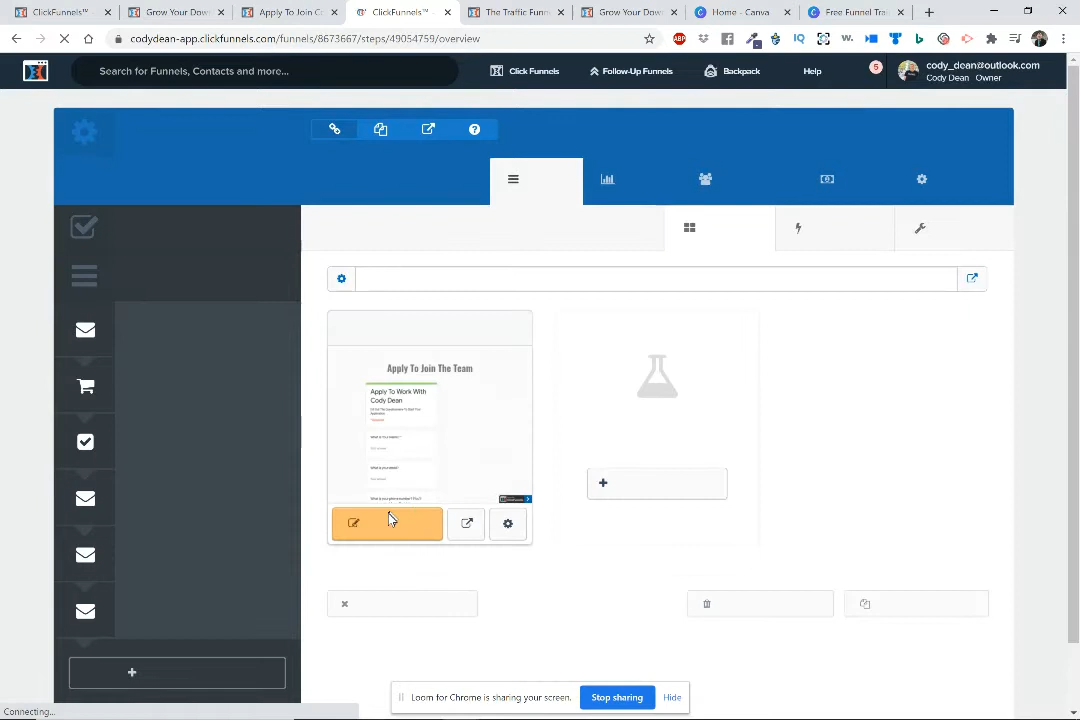 ClickFunnels™
Grow Your Dow
Apply To Join C
ClickFunnels™
The Traffic Funn
Grow Your Dow
Home - Canva
Free Funnel Tra
codydean-app.clickfunnels.com/funnels/8673667/steps/49054759/overview
Search for Funnels, Contacts and more...
Click Funnels
Follow-Up Funnels
Backpack
Help
5
cody_dean@outlook.com
Cody Dean Owner
Apply To Join The Team
Apply To Work With
Cody Dean
What is your email?
Your answer
Connecting...
Loom for Chrome is sharing your screen.
Stop sharing
Hide